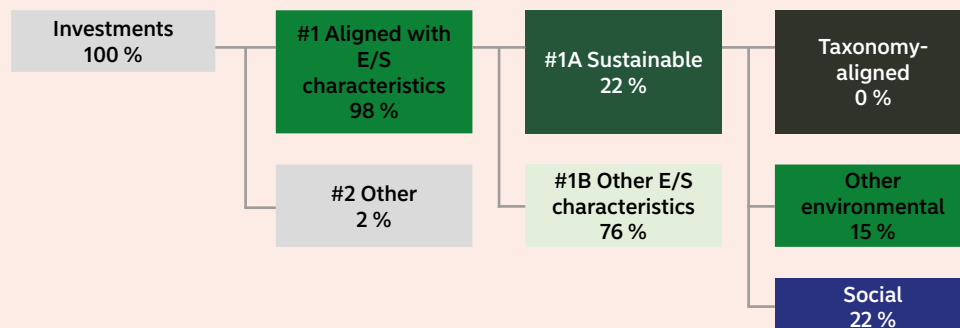 Investments
100 %
#1 Aligned with
E/S
characteristics
98 %
#1A Sustainable
22 %
Taxonomy-
aligned
0 %
#2 Other
2 %
#1B Other E/S
characteristics
76 %
Other
environmental
15 %
Social
22 %